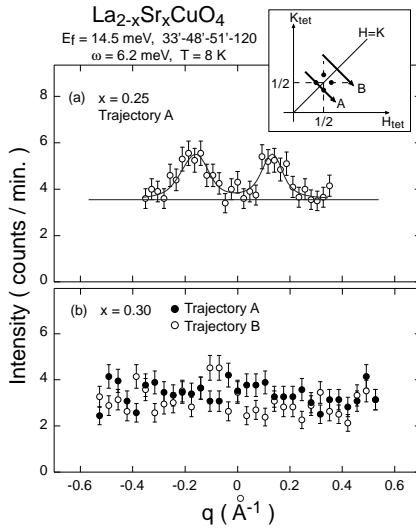 La2-xSrxCuO4
Ef = 14.5 meV, 33'-48'-51'-120
ω = 6.2 meV, T = 8 K
Ktet
H=K
1/2
B
A
1/2
Htet
(a) x = 0.25
Trajectory A
8
6
4
2
0
Intensity ( counts / min. )
(b) x = 0.30
Trajectory A
Trajectory B
6
4
2
0
-0.6 -0.4 -0.2 0 0.2 0.4 0.6
q ( Å-1 )